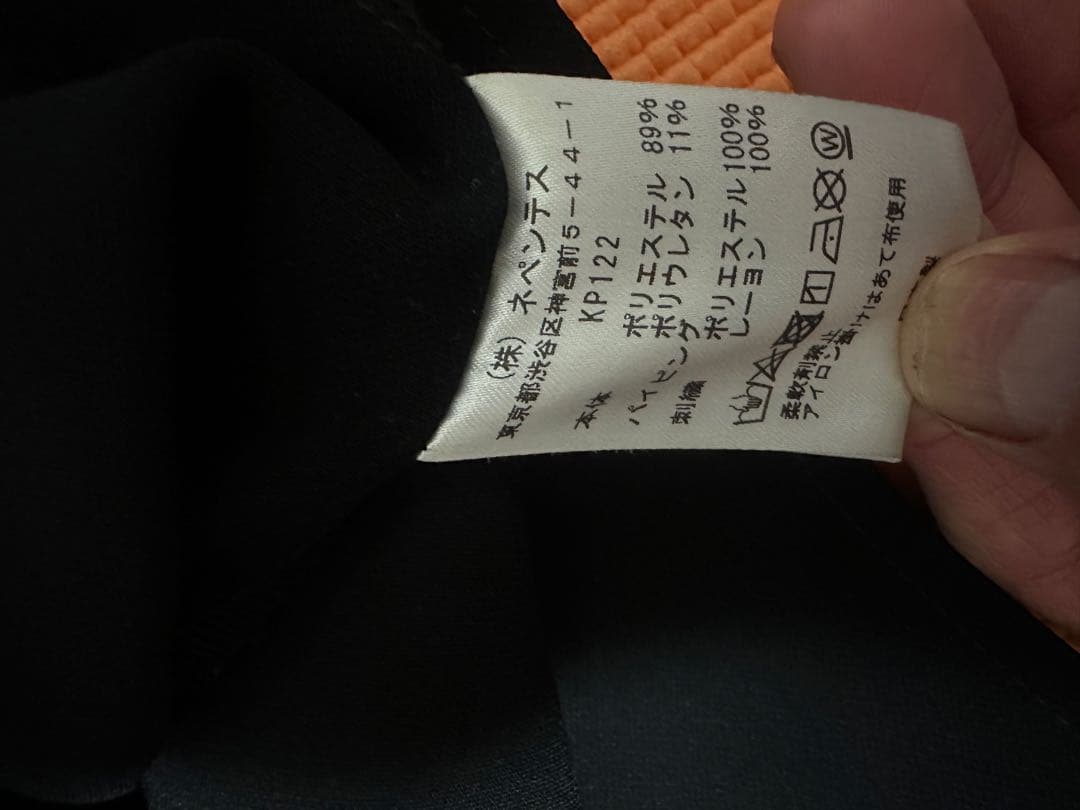 (株) ネペンテス
東京都渋谷区神宮前5-44-1
KP122
本体 ポリエステル 89%
ポリウレタン 11%
パイピング ポリエステル 100%
刺繍 レーヨン 100%
柔軟剤禁止
アイロン掛けはあて布使用